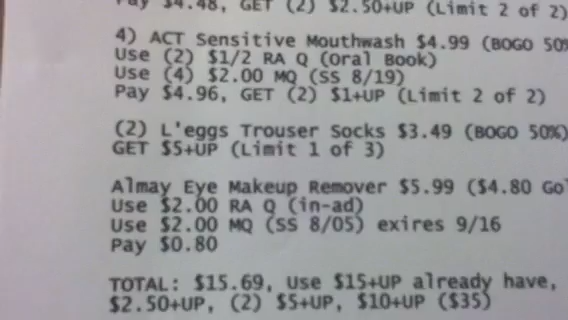 Pay $4.48, GET (2) $2.50+UP (Limit 2 of 2)
4) ACT Sensitive Mouthwash $4.99 (BOGO 50%
Use (2) $1/2 RA Q (Oral Book)
Use (4) $2.00 MQ (SS 8/19)
Pay $4.96, GET (2) $1+UP (Limit 2 of 2)
(2) L'eggs Trouser Socks $3.49 (BOGO 50%)
GET $5+UP (Limit 1 of 3)
Almay Eye Makeup Remover $5.99 ($4.80 Go
Use $2.00 RA Q (in-ad)
Use $2.00 MQ (SS 8/05) expires 9/16
Pay $0.80
TOTAL: $15.69, Use $15+UP already have,
$2.50+UP, (2) $5+UP, $10+UP ($35)